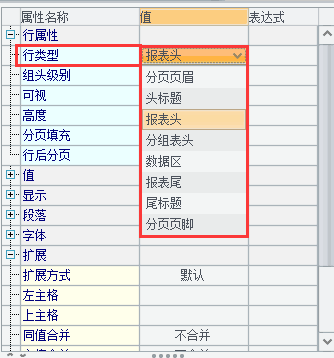 属性名称 值 表达式
行属性
行类型 报表头
组头级别 分页页眉
可视 头标题
高度 报表头
分页填充 分组表头
行后分页 数据区
值 报表尾
显示 尾标题
段落 分页页脚
字体
扩展
扩展方式 默认
左主格
上主格
同值合并 不合并